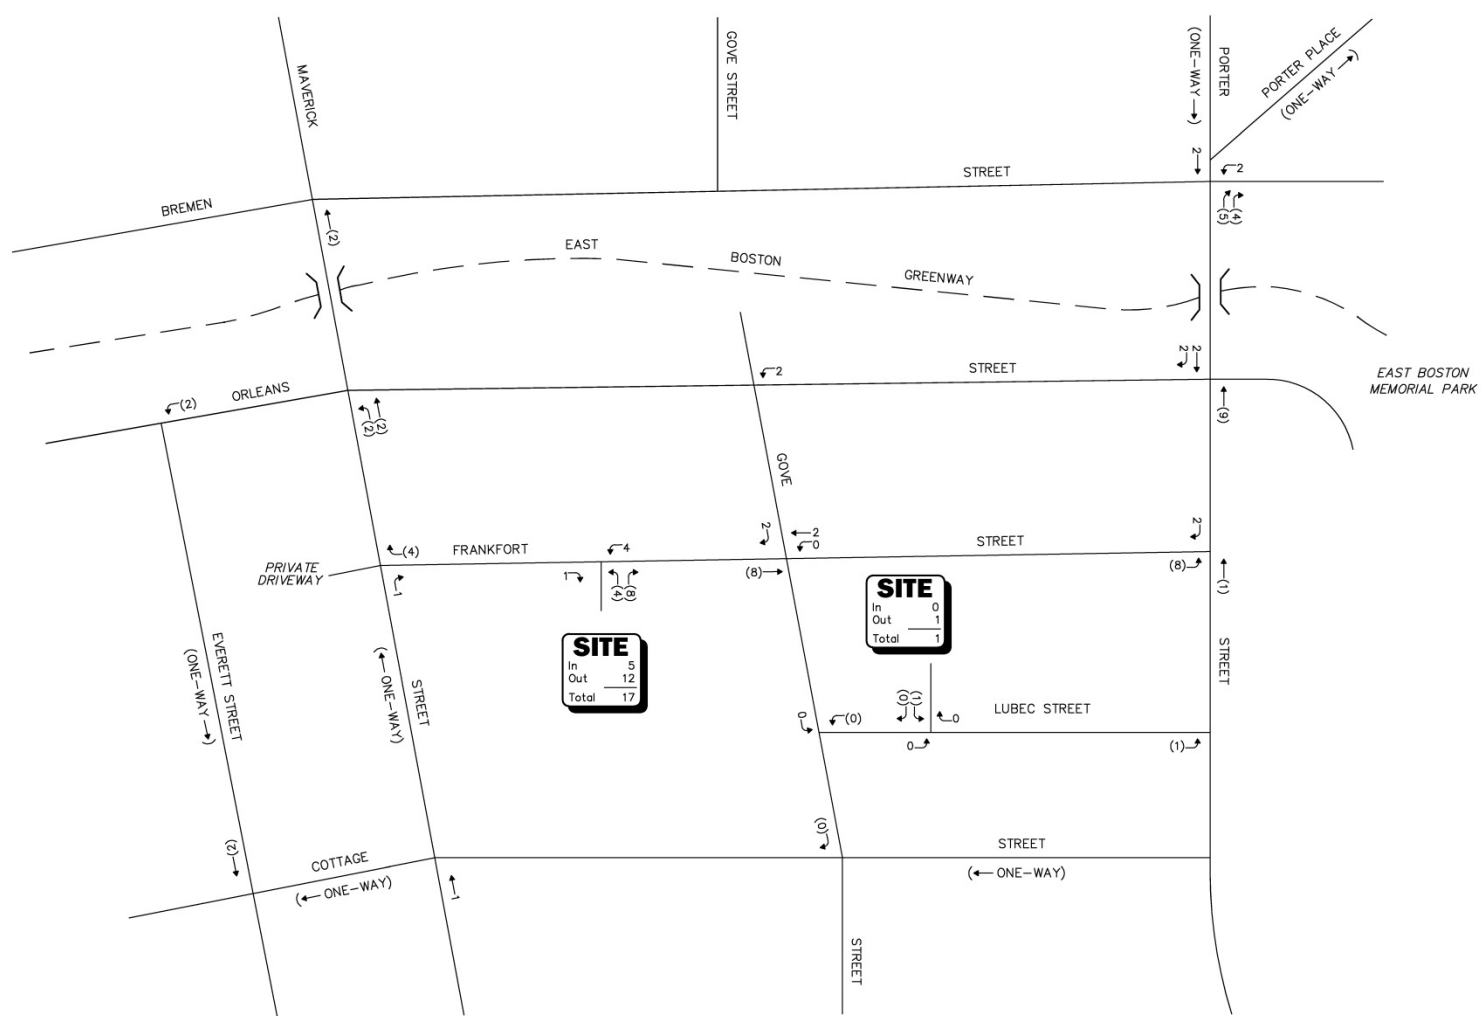 MAVERICK
GOVE STREET
(ONE-WAY →)
PORTER
PORTER PLACE
(ONE-WAY →)
2
2
STREET
BREMEN
(5)
(4)
(2)
EAST
BOSTON
GREENWAY
2
2
STREET
2
EAST BOSTON
MEMORIAL PARK
ORLEANS
(2)
(2)
(2)
(9)
GOVE
2
2
0
2
STREET
(4)
FRANKFORT
4
PRIVATE
DRIVEWAY
1
1
(4)
(8)
(8)
(8)
(1)
SITE
In 0
Out 1
Total 1
SITE
In 5
Out 12
Total 17
EVERETT STREET
(ONE-WAY →)
(← ONE-WAY)
STREET
STREET
(0)
(1)
0
LUBEC STREET
0
(0)
0
(1)
(2)
COTTAGE
(← ONE-WAY)
(0)
STREET
(← ONE-WAY)
1
STREET